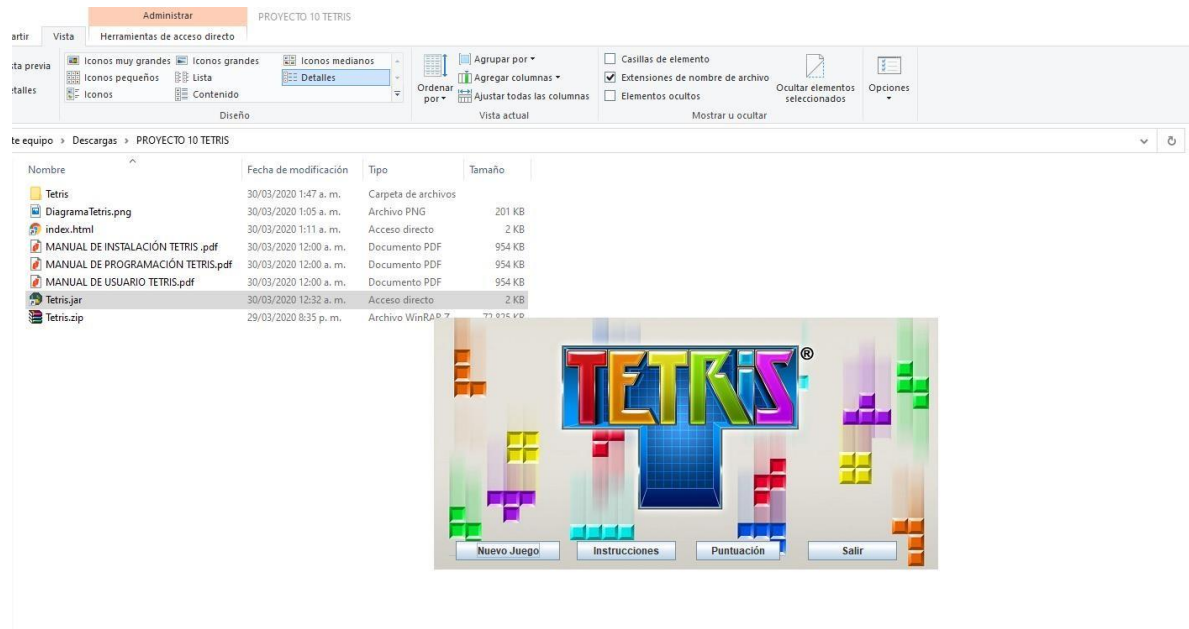 Administrar PROYECTO 10 TETRIS
artir Vista Herramientas de acceso directo
sta previa Iconos muy grandes Iconos grandes Iconos medianos Agrupar por Casillas de elemento
Iconos pequeños Lista Detalles Agregar columnas Extensiones de nombre de archivo
etalles Iconos Contenido Ordenar por Ajustar todas las columnas Elementos ocultos Ocultar elementos seleccionados Opciones
Diseño Vista actual Mostrar u ocultar
te equipo > Descargas > PROYECTO 10 TETRIS
Nombre Fecha de modificación Tipo Tamaño
Tetris 30/03/2020 1:47 a. m. Carpeta de archivos
DiagramaTetris.png 30/03/2020 1:05 a. m. Archivo PNG 201 KB
index.html 30/03/2020 1:11 a. m. Acceso directo 2 KB
MANUAL DE INSTALACIÓN TETRIS .pdf 30/03/2020 12:00 a. m. Documento PDF 954 KB
MANUAL DE PROGRAMACIÓN TETRIS.pdf 30/03/2020 12:00 a. m. Documento PDF 954 KB
MANUAL DE USUARIO TETRIS.pdf 30/03/2020 12:00 a. m. Documento PDF 954 KB
Tetris.jar 30/03/2020 12:32 a. m. Acceso directo 2 KB
Tetris.zip 29/03/2020 8:35 p. m. Archivo WinRAR Z 72.825 KB
TETRIS®
Nuevo Juego Instrucciones Puntuación Salir